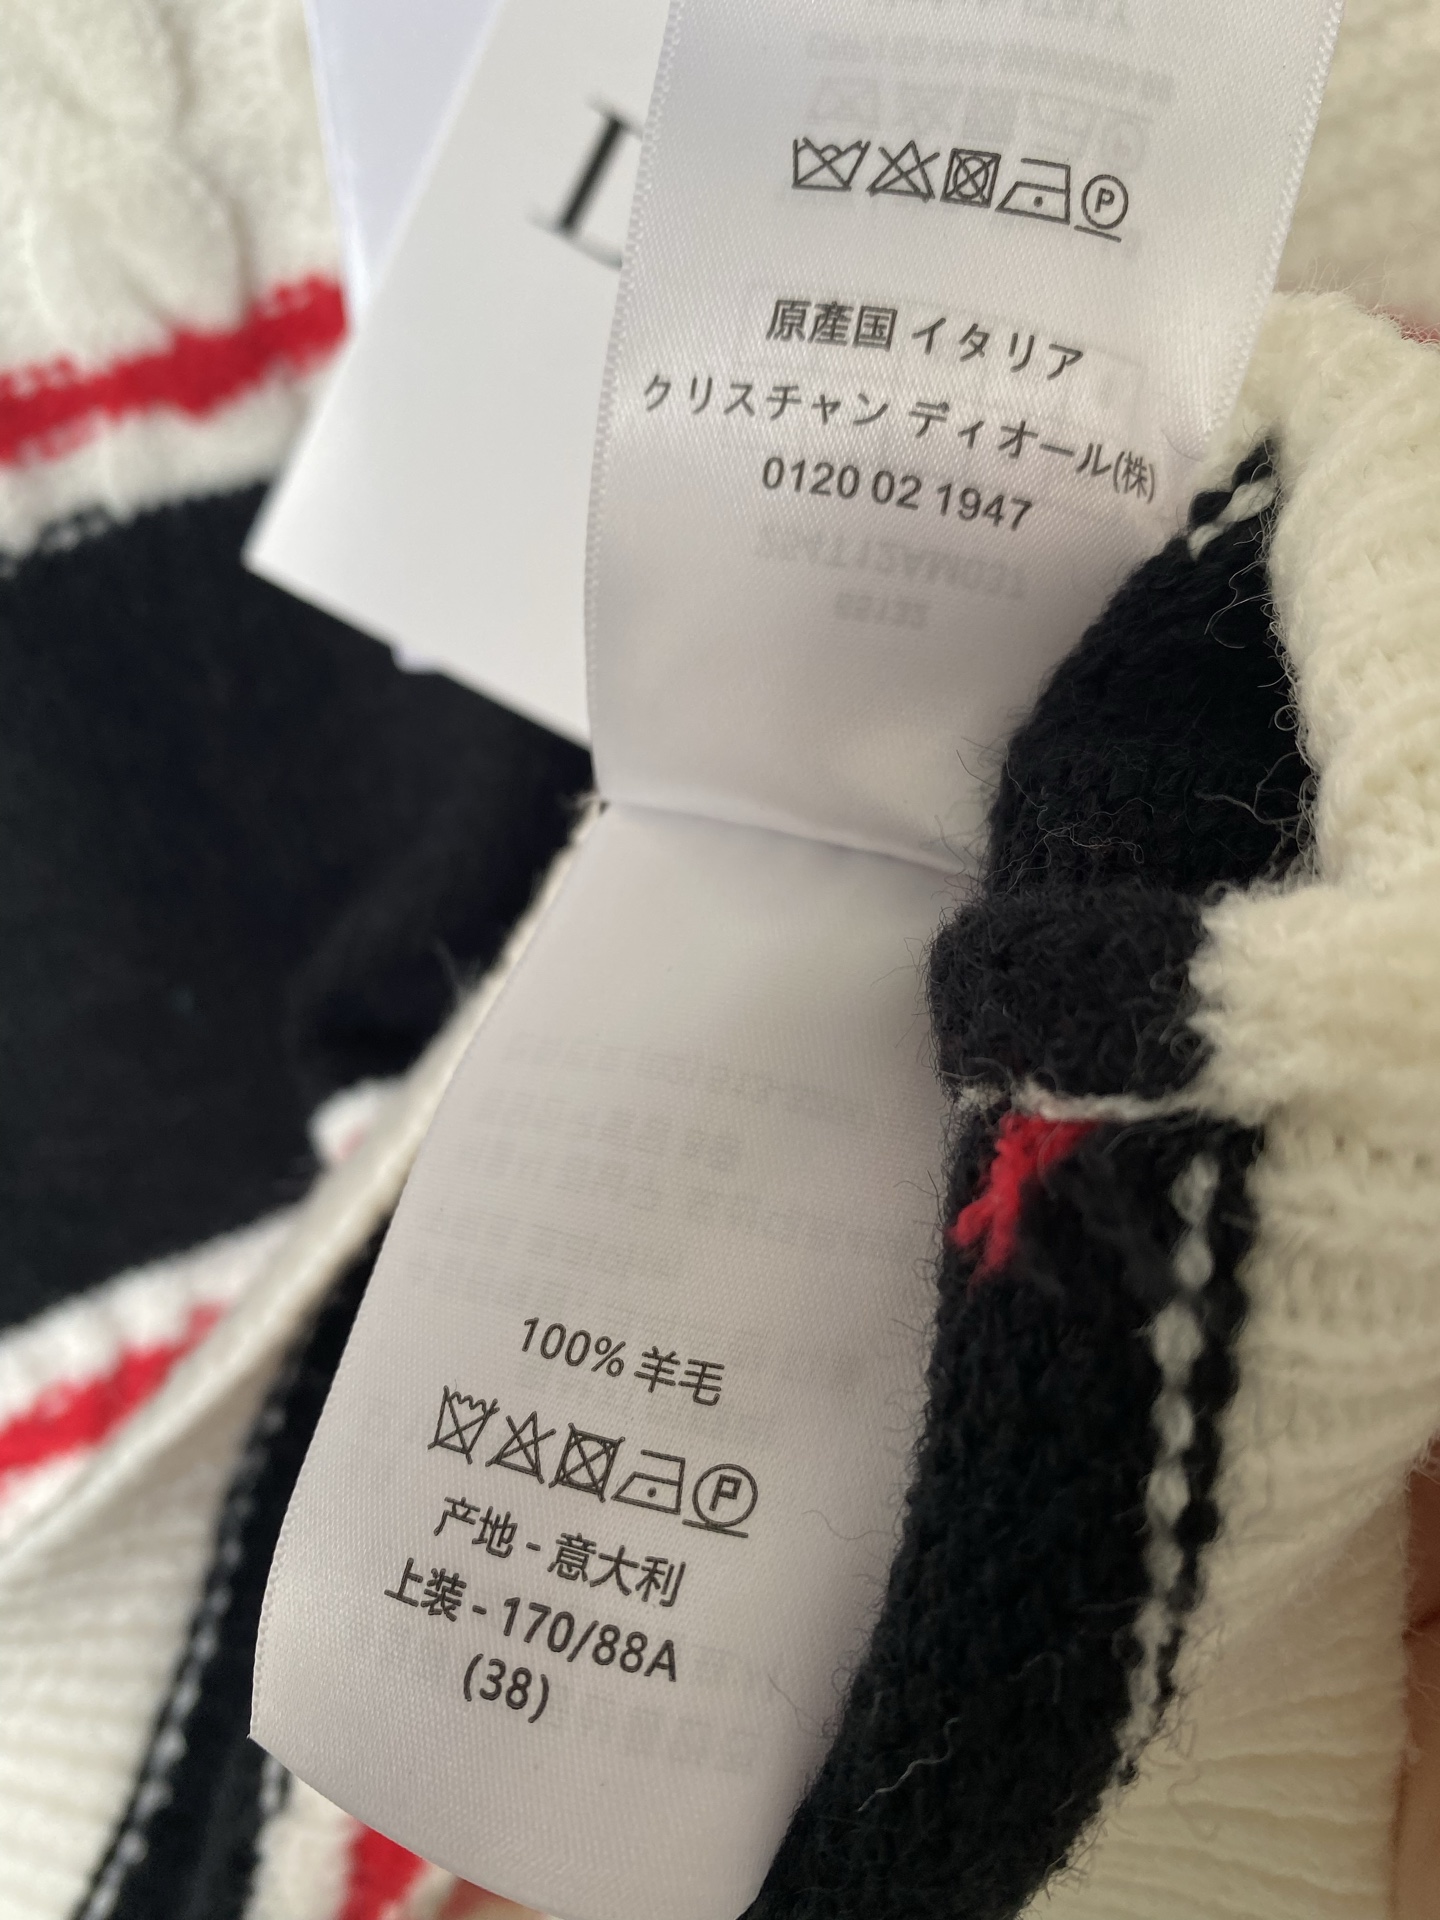 原産国 イタリア
クリスチャン ディオール(株)
0120 02 1947
100% 羊毛
产地 - 意大利
上装 - 170/88A
(38)